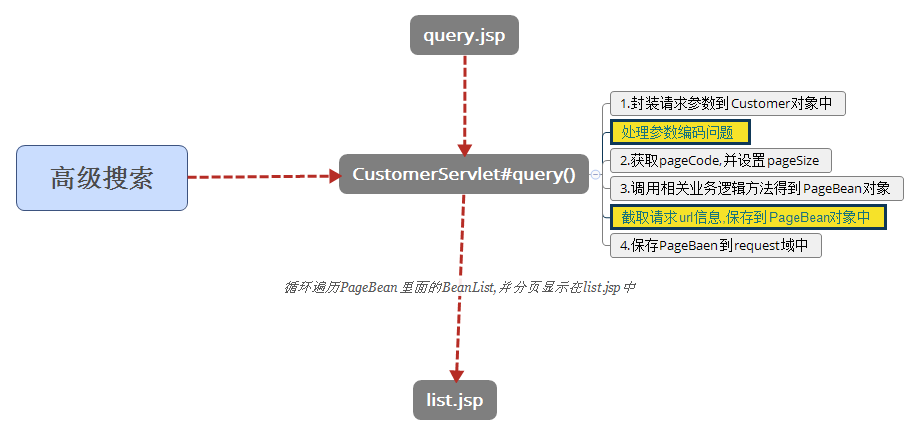 query.jsp
高级搜索
CustomerServlet#query()
1.封装请求参数到Customer对象中
处理参数编码问题
2.获取pageCode,并设置pageSize
3.调用相关业务逻辑方法得到PageBean对象
截取请求url信息,保存到PageBean对象中
4.保存PageBaen到request域中
循环遍历PageBean里面的BeanList,并分页显示在list.jsp中
list.jsp